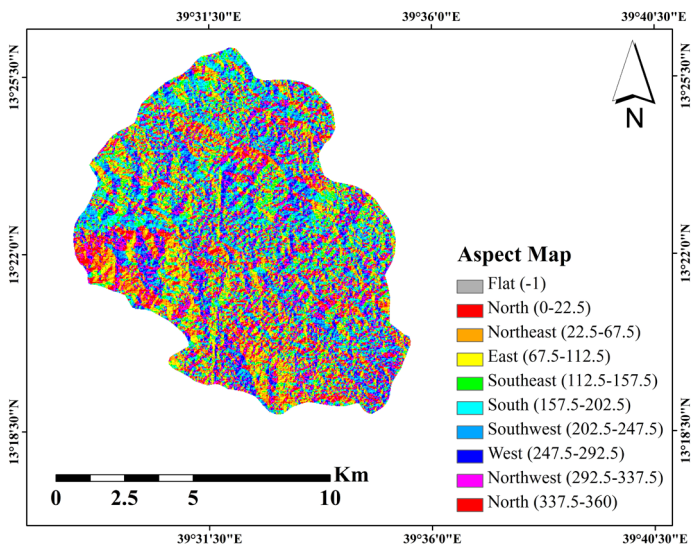 39°31'30"E 39°36'0"E 39°40'30"E
13°25'30"N 13°25'30"N
N
13°22'0"N 13°22'0"N
Aspect Map
Flat (-1)
North (0-22.5)
Northeast (22.5-67.5)
East (67.5-112.5)
Southeast (112.5-157.5)
South (157.5-202.5)
Southwest (202.5-247.5)
West (247.5-292.5)
Northwest (292.5-337.5)
North (337.5-360)
13°18'30"N 13°18'30"N
Km
0 2.5 5 10
39°31'30"E 39°36'0"E 39°40'30"E